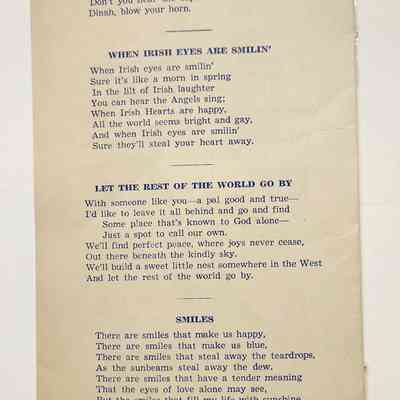 Dinah, blow your horn.
WHEN IRISH EYES ARE SMILIN'
When Irish eyes are smilin'
Sure it's like a morn in spring
In the lilt of Irish laughter
You can hear the Angels sing;
When Irish Hearts are happy,
All the world seems bright and gay,
And when Irish eyes are smilin'
Sure they'll steal your heart away.
LET THE REST OF THE WORLD GO BY
With someone like you—a pal good and true—
I'd like to leave it all behind and go and find
Some place that's known to God alone—
Just a spot to call our own.
We'll find perfect peace, where joys never cease,
Out there beneath the kindly sky.
We'll build a sweet little nest somewhere in the West
And let the rest of the world go by.
SMILES
There are smiles that make us happy,
There are smiles that make us blue,
There are smiles that steal away the teardrops,
As the sunbeams steal away the dew.
There are smiles that have a tender meaning
That the eyes of love alone may see,
But the smiles that fill my life with sunshine